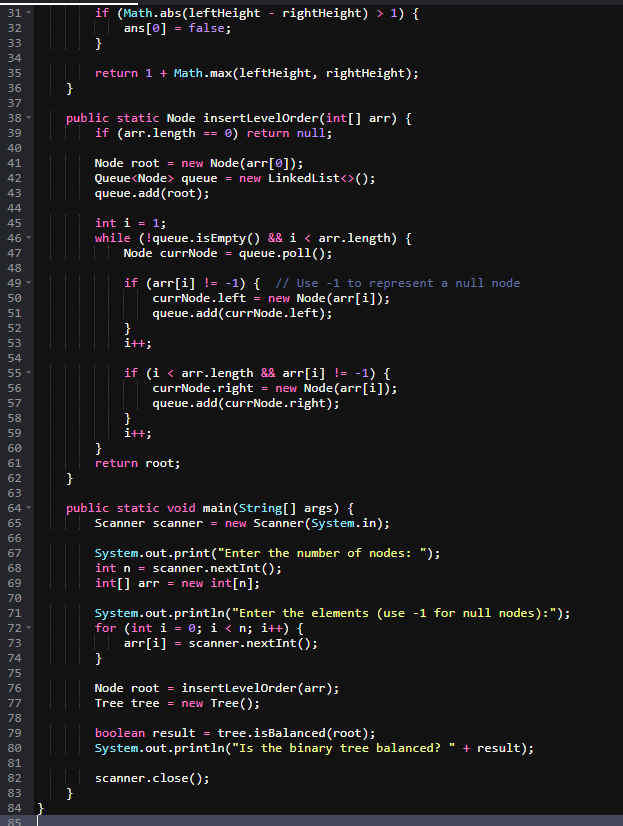 31 if (Math.abs(leftHeight - rightHeight) > 1) {
32 ans[0] = false;
33 }
34
35 return 1 + Math.max(leftHeight, rightHeight);
36 }
37
38 public static Node insertLevelOrder(int[] arr) {
39 if (arr.length == 0) return null;
40
41 Node root = new Node(arr[0]);
42 Queue<Node> queue = new LinkedList<>();
43 queue.add(root);
44
45 int i = 1;
46 while (!queue.isEmpty() && i < arr.length) {
47 Node currNode = queue.poll();
48
49 if (arr[i] != -1) {  // Use -1 to represent a null node
50 currNode.left = new Node(arr[i]);
51 queue.add(currNode.left);
52 }
53 i++;
54
55 if (i < arr.length && arr[i] != -1) {
56 currNode.right = new Node(arr[i]);
57 queue.add(currNode.right);
58 }
59 i++;
60 }
61 return root;
62 }
63
64 public static void main(String[] args) {
65 Scanner scanner = new Scanner(System.in);
66
67 System.out.print("Enter the number of nodes: ");
68 int n = scanner.nextInt();
69 int[] arr = new int[n];
70
71 System.out.println("Enter the elements (use -1 for null nodes):");
72 for (int i = 0; i < n; i++) {
73 arr[i] = scanner.nextInt();
74 }
75
76 Node root = insertLevelOrder(arr);
77 Tree tree = new Tree();
78
79 boolean result = tree.isBalanced(root);
80 System.out.println("Is the binary tree balanced? " + result);
81
82 scanner.close();
83 }
84 }
85